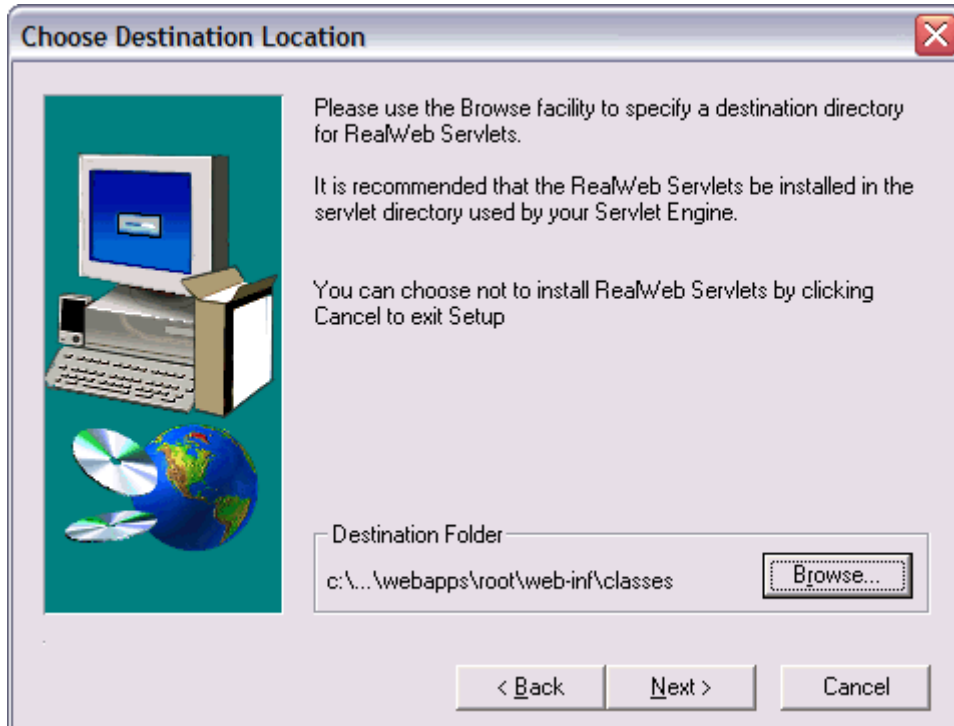 Choose Destination Location
Please use the Browse facility to specify a destination directory
for RealWeb Servlets.
It is recommended that the RealWeb Servlets be installed in the
servlet directory used by your Servlet Engine.
You can choose not to install RealWeb Servlets by clicking
Cancel to exit Setup
Destination Folder
c:\...\webapps\root\web-inf\classes
Browse...
< Back
Next >
Cancel